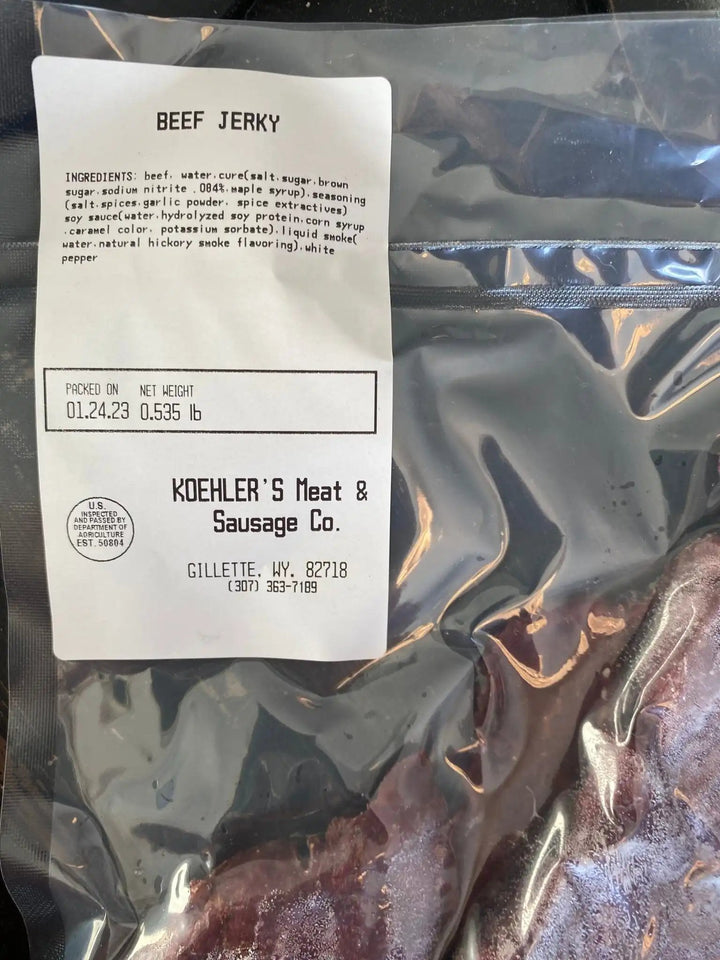 BEEF JERKY
INGREDIENTS: beef, water,cure(salt,sugar,brown
sugar,sodium nitrite .084%,maple syrup),seasoning
(salt,spices,garlic powder, spice extractives)
soy sauce(water,hydrolyzed soy protein,corn syrup
,caramel color, potassium sorbate),liquid smoke(
water,natural hickory smoke flavoring),white
pepper
PACKED ON NET WEIGHT
01.24.23 0.535 lb
KOEHLER'S Meat &
Sausage Co.
U.S.
INSPECTED
AND PASSED BY
DEPARTMENT OF
AGRICULTURE
EST. 50804
GILLETTE, WY. 82718
(307) 363-7189